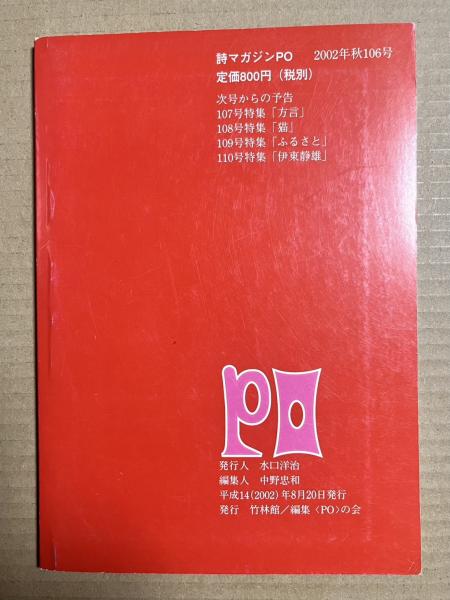 詩マガジンPO　2002年秋106号
定価800円（税別）
次号からの予告
107号特集「方言」
108号特集「猫」
109号特集「ふるさと」
110号特集「伊東静雄」
PO
発行人　水口洋治
編集人　中野忠和
平成14(2002)年8月20日発行
発行　竹林館／編集〈PO〉の会